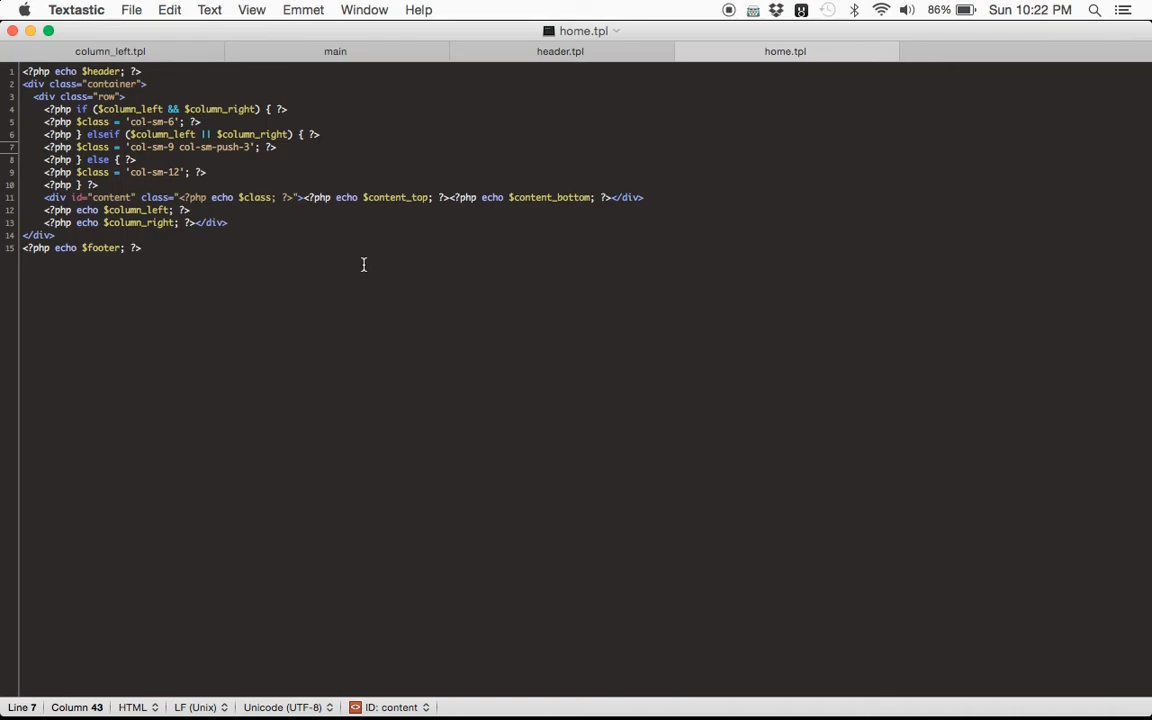 Textastic File Edit Text View Emmet Window Help 86% Sun 10:22 PM
home.tpl
column_left.tpl main header.tpl home.tpl
1 <?php echo $header; ?>
2 <div class="container">
3 <div class="row">
4 <?php if ($column_left && $column_right) { ?>
5 <?php $class = 'col-sm-6'; ?>
6 <?php } elseif ($column_left || $column_right) { ?>
7 <?php $class = 'col-sm-9 col-sm-push-3'; ?>
8 <?php } else { ?>
9 <?php $class = 'col-sm-12'; ?>
10 <?php } ?>
11 <div id="content" class="<?php echo $class; ?>"><?php echo $content_top; ?><?php echo $content_bottom; ?></div>
12 <?php echo $column_left; ?>
13 <?php echo $column_right; ?></div>
14 </div>
15 <?php echo $footer; ?>
Line 7 Column 43 HTML LF (Unix) Unicode (UTF-8) <> ID: content